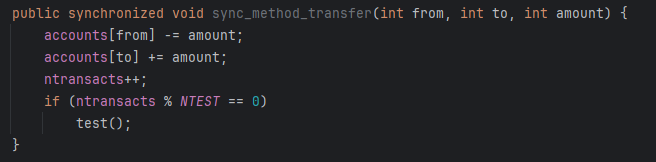 public synchronized void sync_method_transfer(int from, int to, int amount) {
    accounts[from] -= amount;
    accounts[to] += amount;
    ntransacts++;
    if (ntransacts % NTEST == 0)
        test();
}